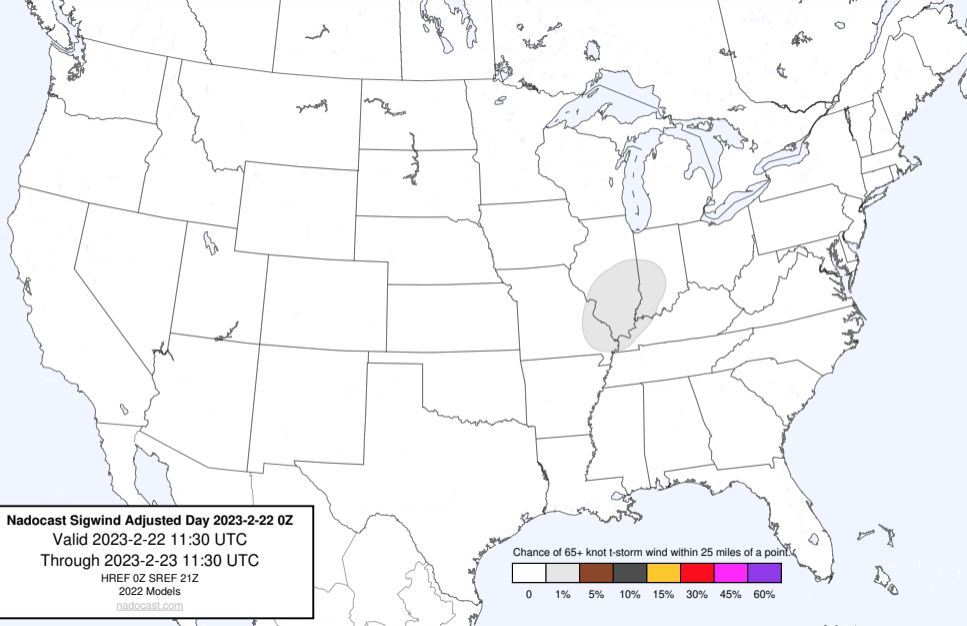 Nadocast Sigwind Adjusted Day 2023-2-22 0Z
Valid 2023-2-22 11:30 UTC
Through 2023-2-23 11:30 UTC
HREF 0Z SREF 21Z
2022 Models
nadocast.com
Chance of 65+ knot t-storm wind within 25 miles of a point.
0 1% 5% 10% 15% 30% 45% 60%